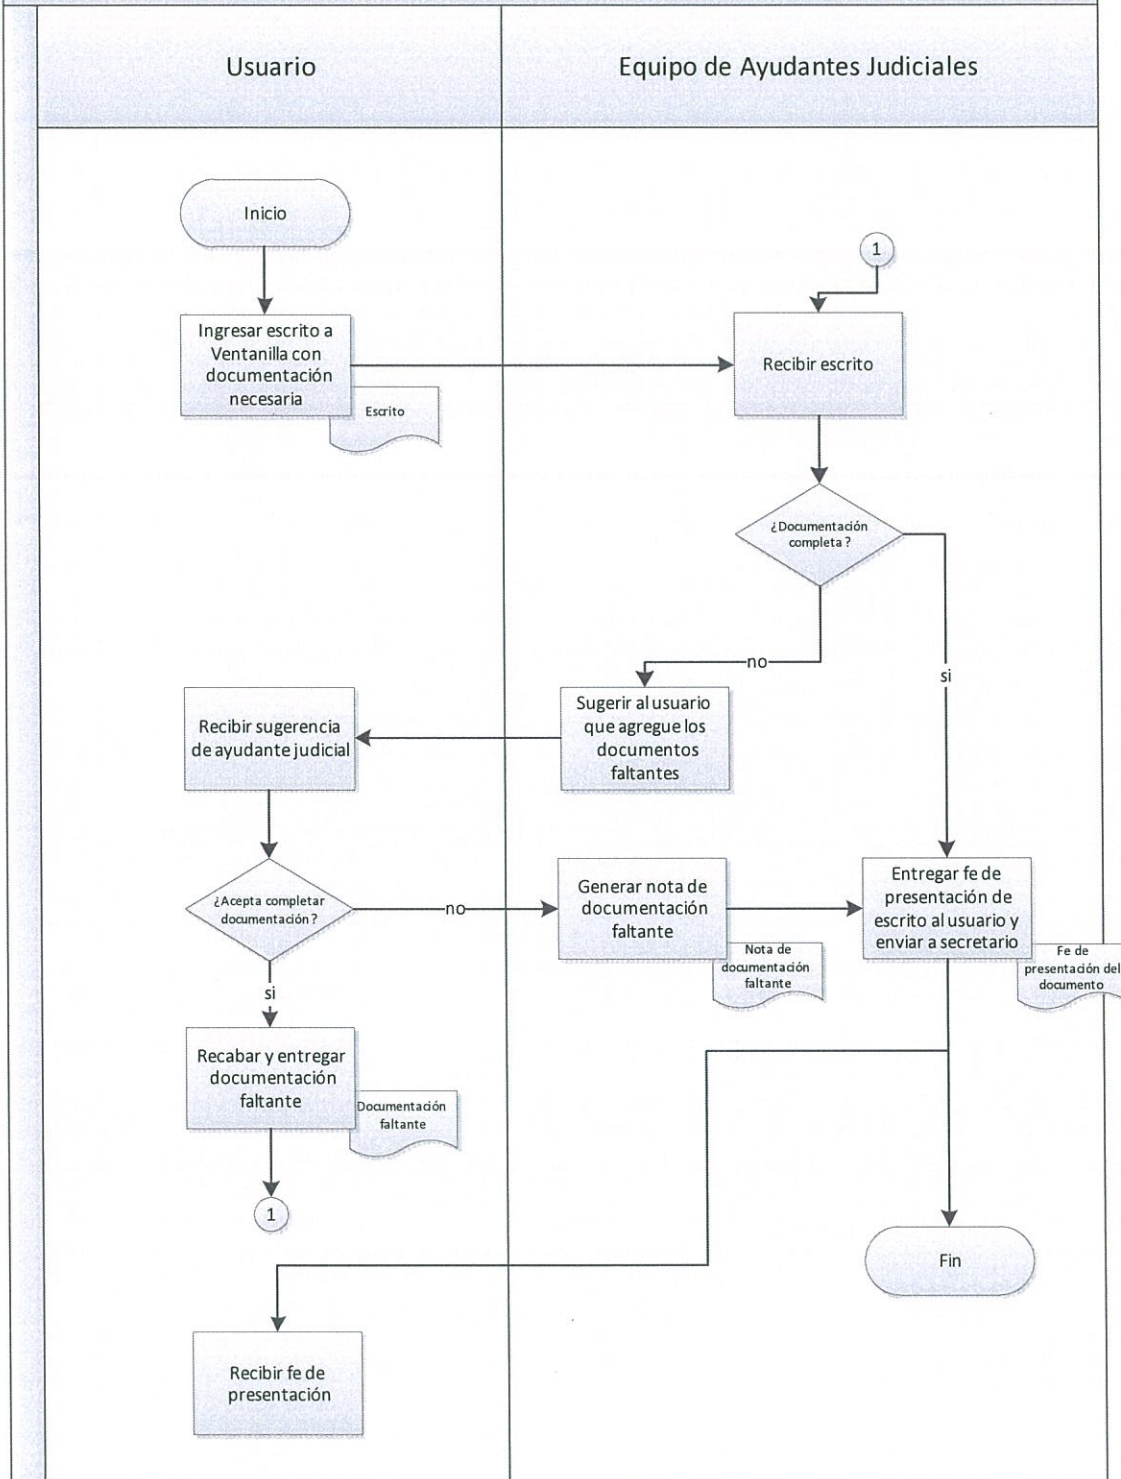 Usuario
Equipo de Ayudantes Judiciales
Inicio
1
Ingresar escrito a
Ventanilla con
documentación
necesaria
Escrito
Recibir escrito
¿Documentación
completa ?
no
si
Sugerir al usuario
que agregue los
documentos
faltantes
Recibir sugerencia
de ayudante judicial
¿Acepta completar
documentación ?
no
Generar nota de
documentación
faltante
Nota de
documentación
faltante
Entregar fe de
presentación de
escrito al usuario y
enviar a secretario
Fe de
presentación del
documento
si
Recabar y entregar
documentación
faltante
Documentación
faltante
1
Fin
Recibir fe de
presentación